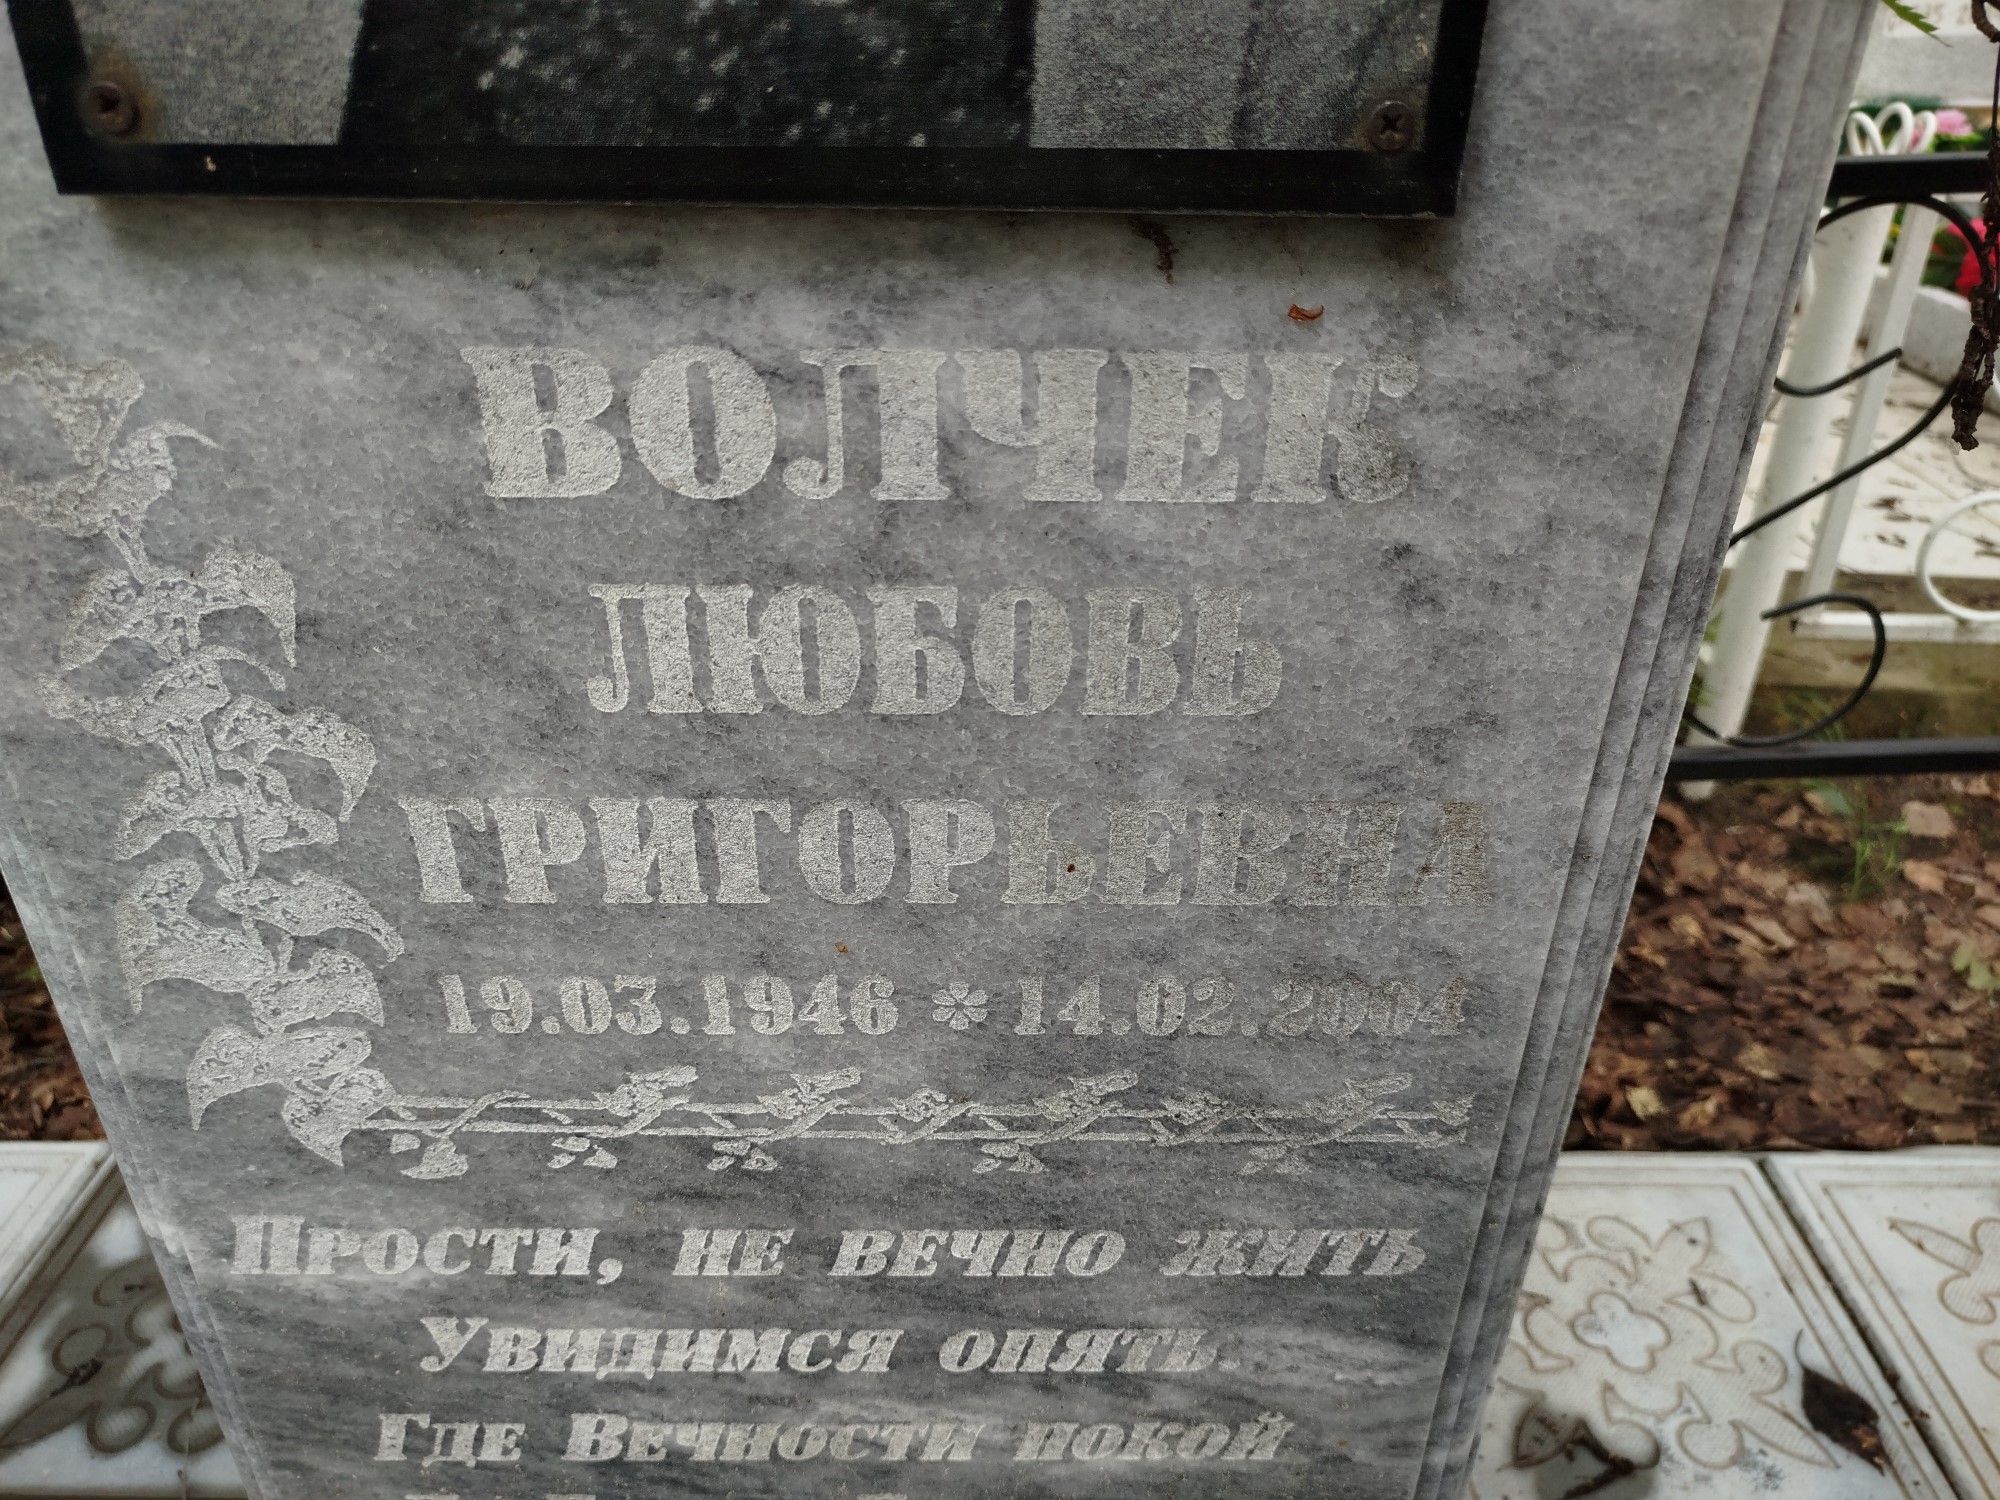 ВОЛЧЕК
ЛЮБОВЬ
ГРИГОРЬЕВНА
19.03.1946 * 14.02.2004
Прости, не вечно жить
Увидимся опять.
Где Вечности покой